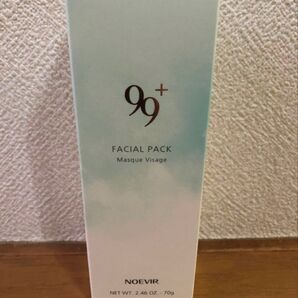 99+
FACIAL PACK
Masque Visage
NOEVIR
NET WT. 2.46 OZ. - 70g